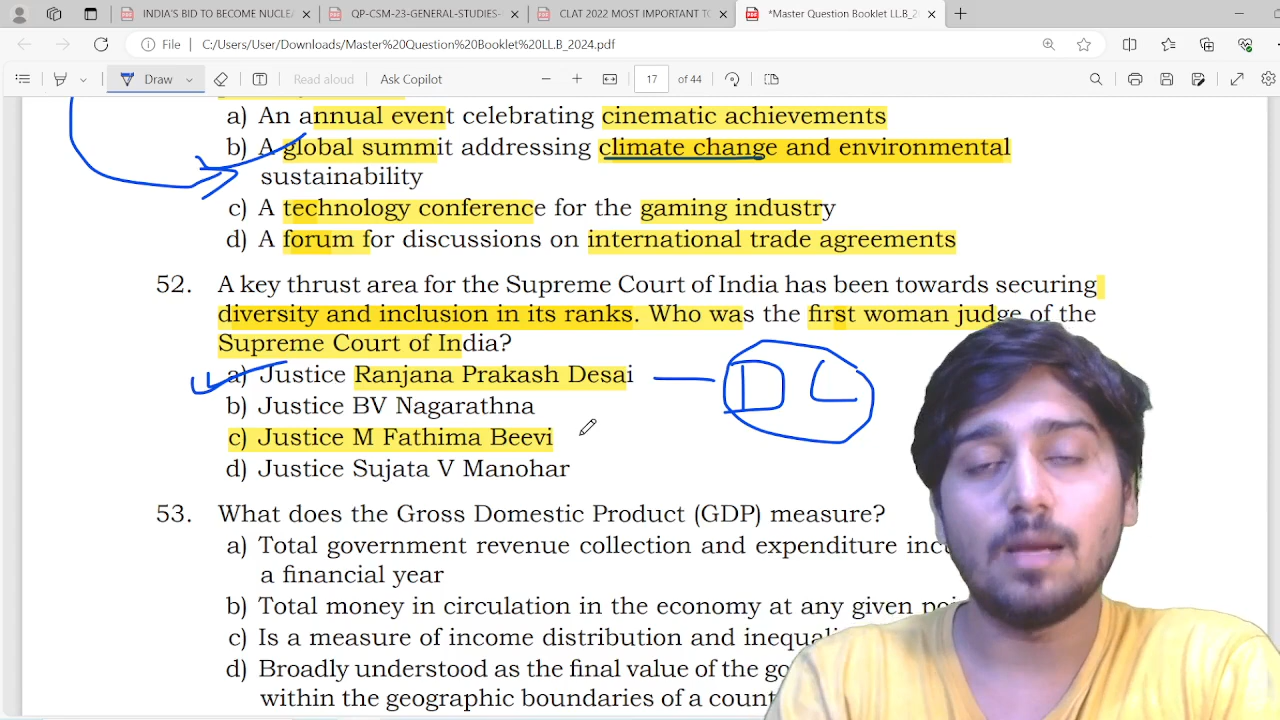 INDIA'S BID TO BECOME NUCLEA
QP-CSM-23-GENERAL-STUDIES-
CLAT 2022 MOST IMPORTANT TO
*Master Question Booklet LL.B_2
File
C:/Users/User/Downloads/Master%20Question%20Booklet%20LL.B_2024.pdf
Draw
Read aloud
Ask Copilot
17 of 44
a) An annual event celebrating cinematic achievements
b) A global summit addressing climate change and environmental
sustainability
c) A technology conference for the gaming industry
d) A forum for discussions on international trade agreements
52. A key thrust area for the Supreme Court of India has been towards securing
diversity and inclusion in its ranks. Who was the first woman judge of the
Supreme Court of India?
a) Justice Ranjana Prakash Desai
D L
b) Justice BV Nagarathna
c) Justice M Fathima Beevi
d) Justice Sujata V Manohar
53. What does the Gross Domestic Product (GDP) measure?
a) Total government revenue collection and expenditure inc
a financial year
b) Total money in circulation in the economy at any given po
c) Is a measure of income distribution and inequali
d) Broadly understood as the final value of the go
within the geographic boundaries of a count